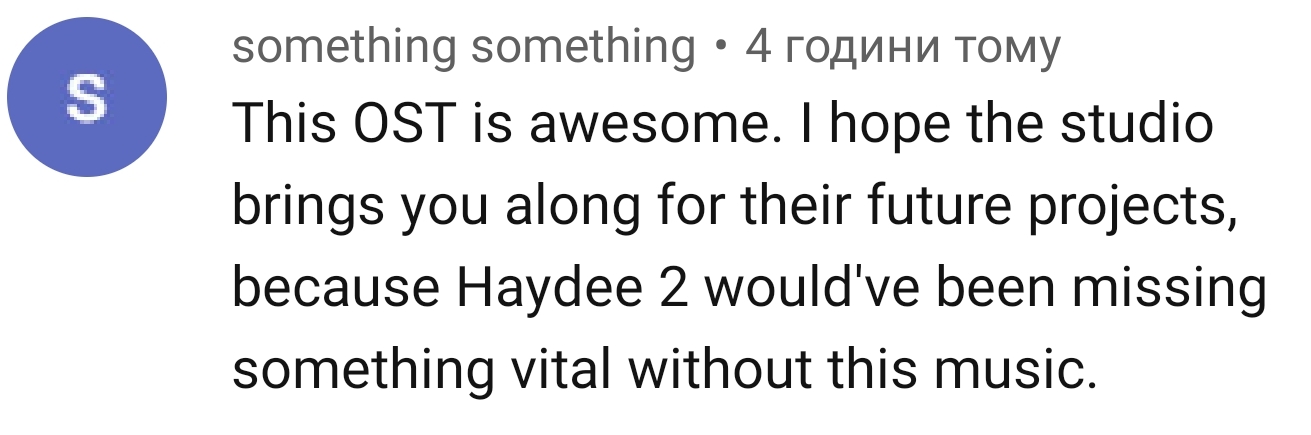 S
something something • 4 години тому
This OST is awesome. I hope the studio
brings you along for their future projects,
because Haydee 2 would've been missing
something vital without this music.